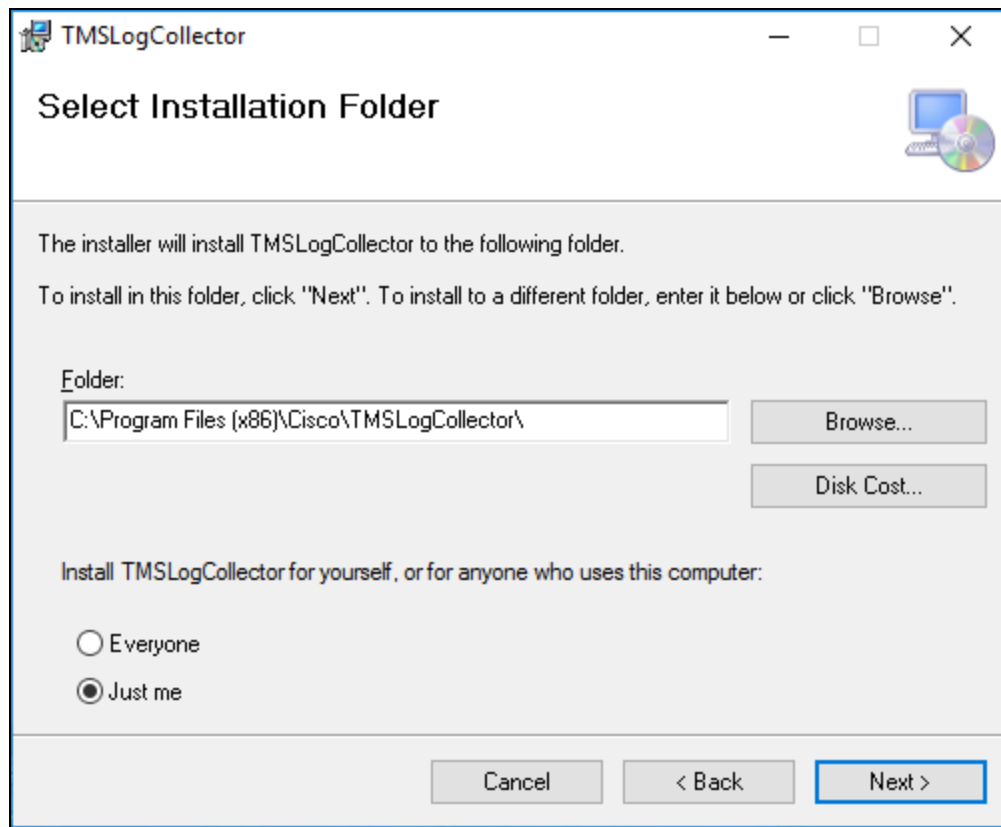 TMSLogCollector
Select Installation Folder
The installer will install TMSLogCollector to the following folder.
To install in this folder, click "Next". To install to a different folder, enter it below or click "Browse".
Folder:
C:\Program Files (x86)\Cisco\TMSLogCollector\
Browse...
Disk Cost...
Install TMSLogCollector for yourself, or for anyone who uses this computer:
Everyone
Just me
Cancel
< Back
Next >